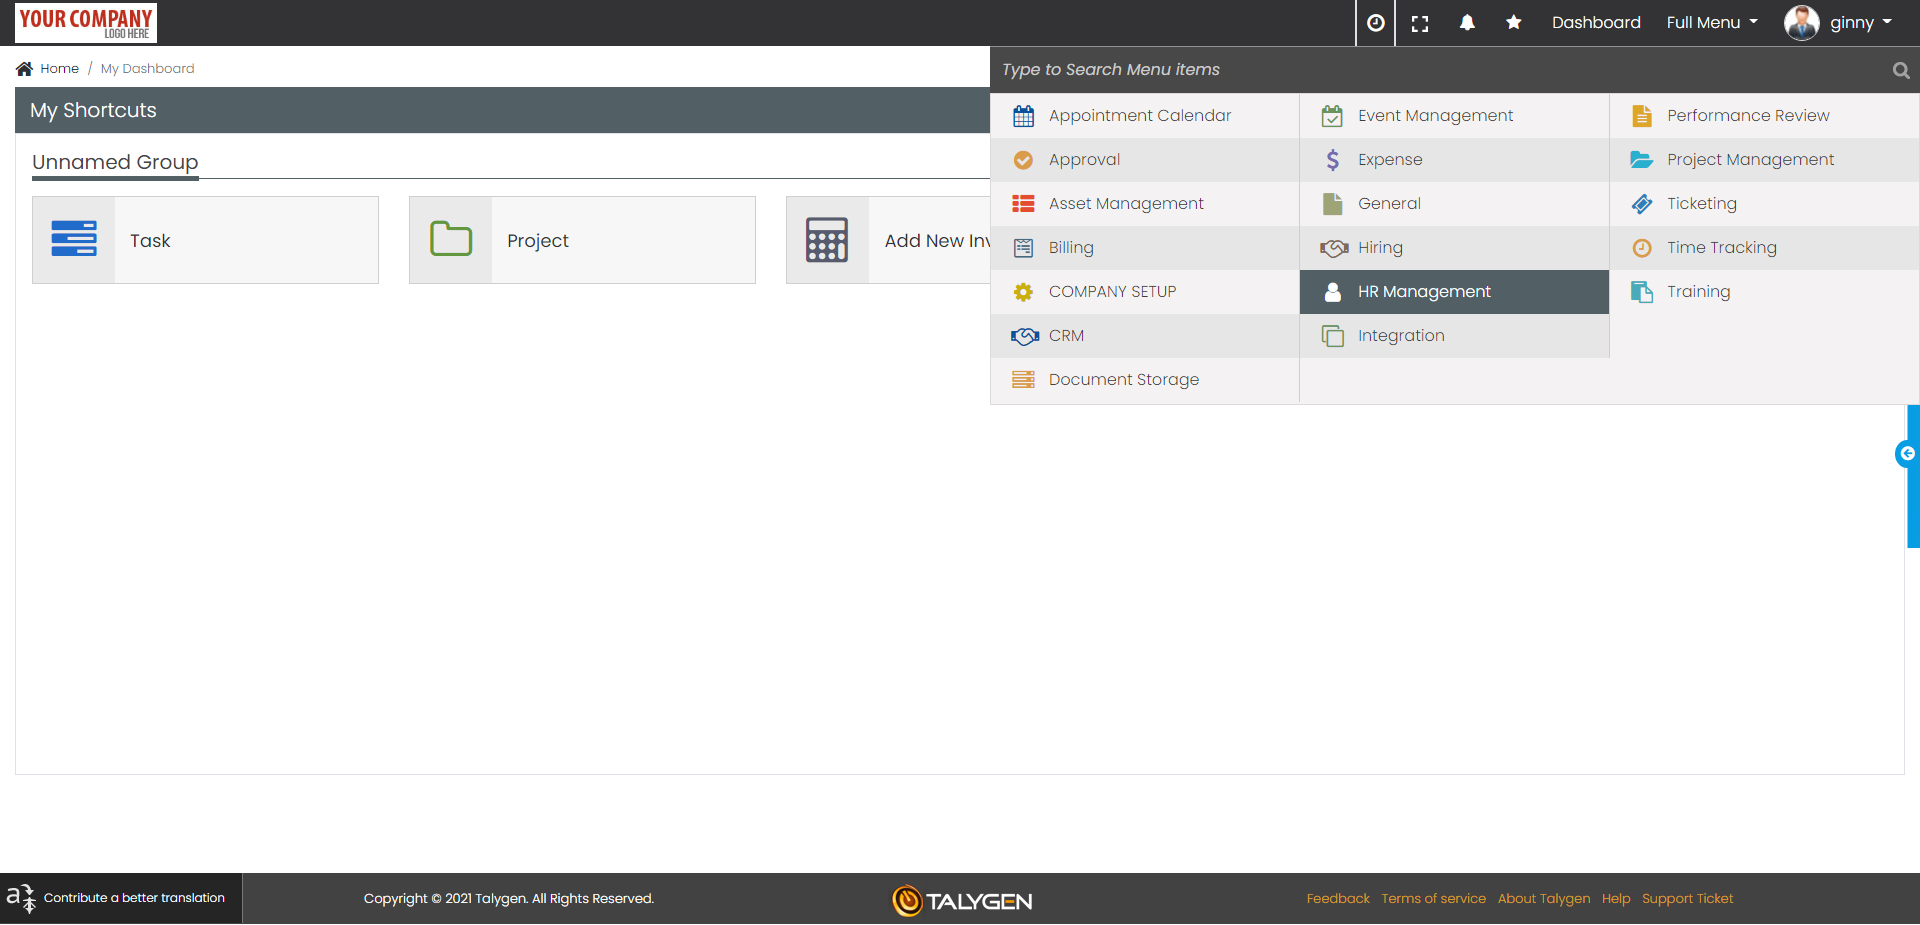 YOUR COMPANY
LOGO HERE
Dashboard
Full Menu
ginny
Home / My Dashboard
Type to Search Menu items
My Shortcuts
Unnamed Group
Task
Project
Add New Inv
Appointment Calendar
Approval
Asset Management
Billing
COMPANY SETUP
CRM
Document Storage
Event Management
Expense
General
Hiring
HR Management
Integration
Performance Review
Project Management
Ticketing
Time Tracking
Training
Contribute a better translation
Copyright © 2021 Talygen. All Rights Reserved.
TALYGEN
Feedback Terms of service About Talygen Help Support Ticket